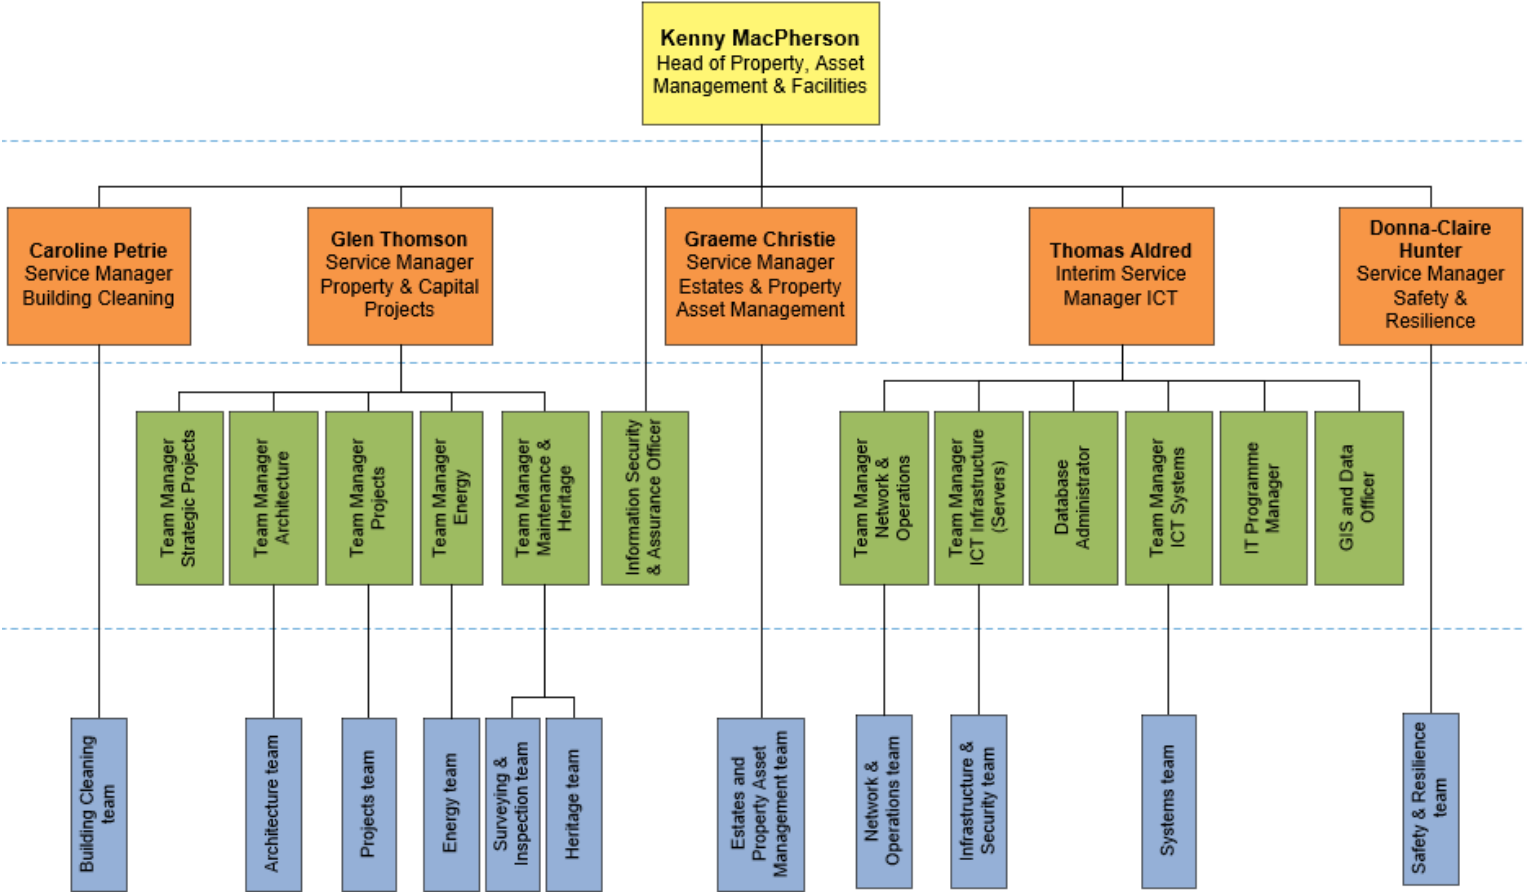 Kenny MacPherson
Head of Property, Asset
Management & Facilities
Caroline Petrie
Service Manager
Building Cleaning
Glen Thomson
Service Manager
Property & Capital
Projects
Graeme Christie
Service Manager
Estates & Property
Asset Management
Thomas Aldred
Interim Service
Manager ICT
Donna-Claire
Hunter
Service Manager
Safety &
Resilience
Team Manager
Strategic Projects
Team Manager
Architecture
Team Manager
Projects
Team Manager
Energy
Team Manager
Maintenance &
Heritage
Information Security
& Assurance Officer
Team Manager
Network &
Operations
Team Manager
ICT Infrastructure
(Servers)
Database
Administrator
Team Manager
ICT Systems
IT Programme
Manager
GIS and Data
Officer
Building Cleaning
team
Architecture team
Projects team
Energy team
Surveying &
Inspection team
Heritage team
Estates and
Property Asset
Management team
Network &
Operations team
Infrastructure &
Security team
Systems team
Safety & Resilience
team